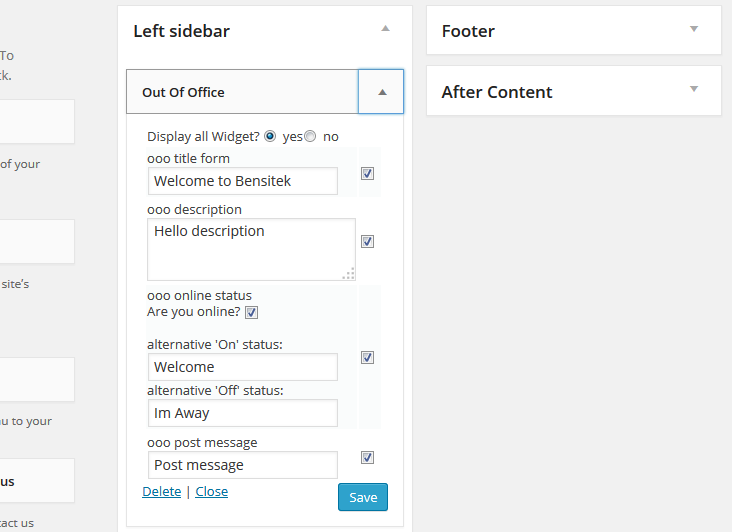 To
ck.
of your
site's
nu to your
us
tact us
Left sidebar
Out Of Office
Display all Widget? yes no
ooo title form
Welcome to Bensitek
ooo description
Hello description
ooo online status
Are you online?
alternative 'On' status:
Welcome
alternative 'Off' status:
Im Away
ooo post message
Post message
Delete | Close
Save
Footer
After Content